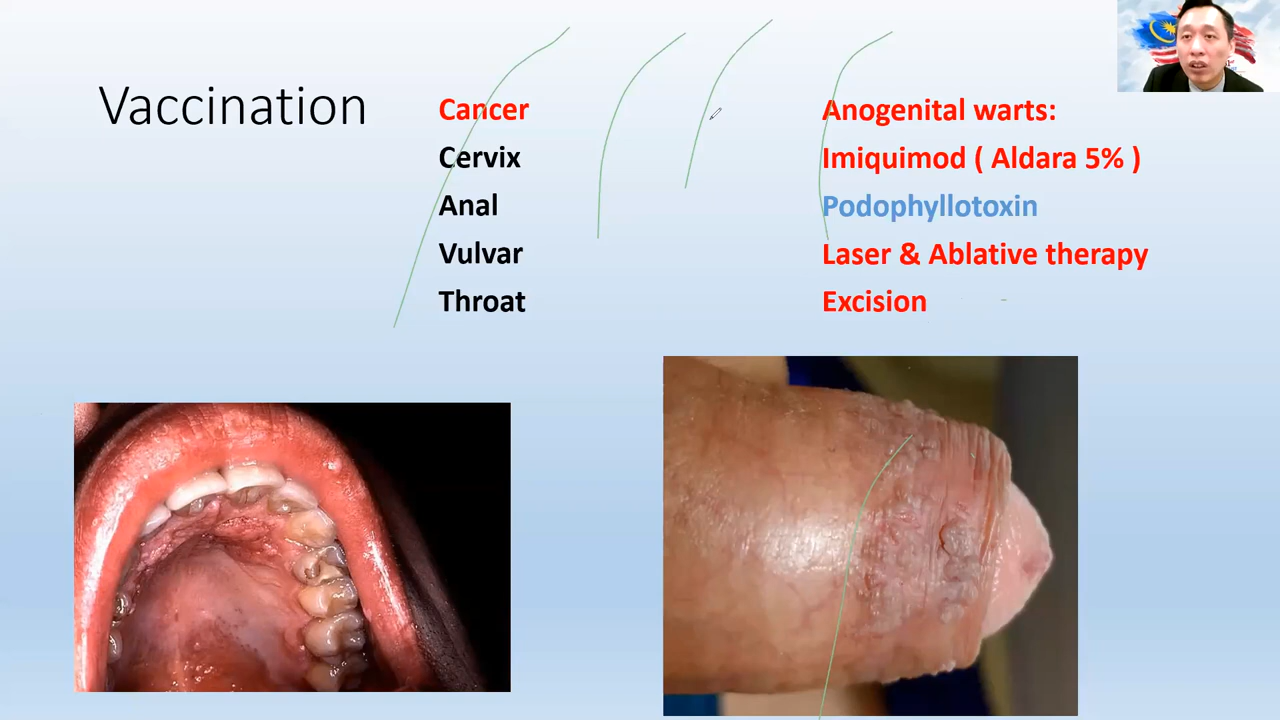 Vaccination
Cancer
Cervix
Anal
Vulvar
Throat
Anogenital warts:
Imiquimod ( Aldara 5% )
Podophyllotoxin
Laser & Ablative therapy
Excision